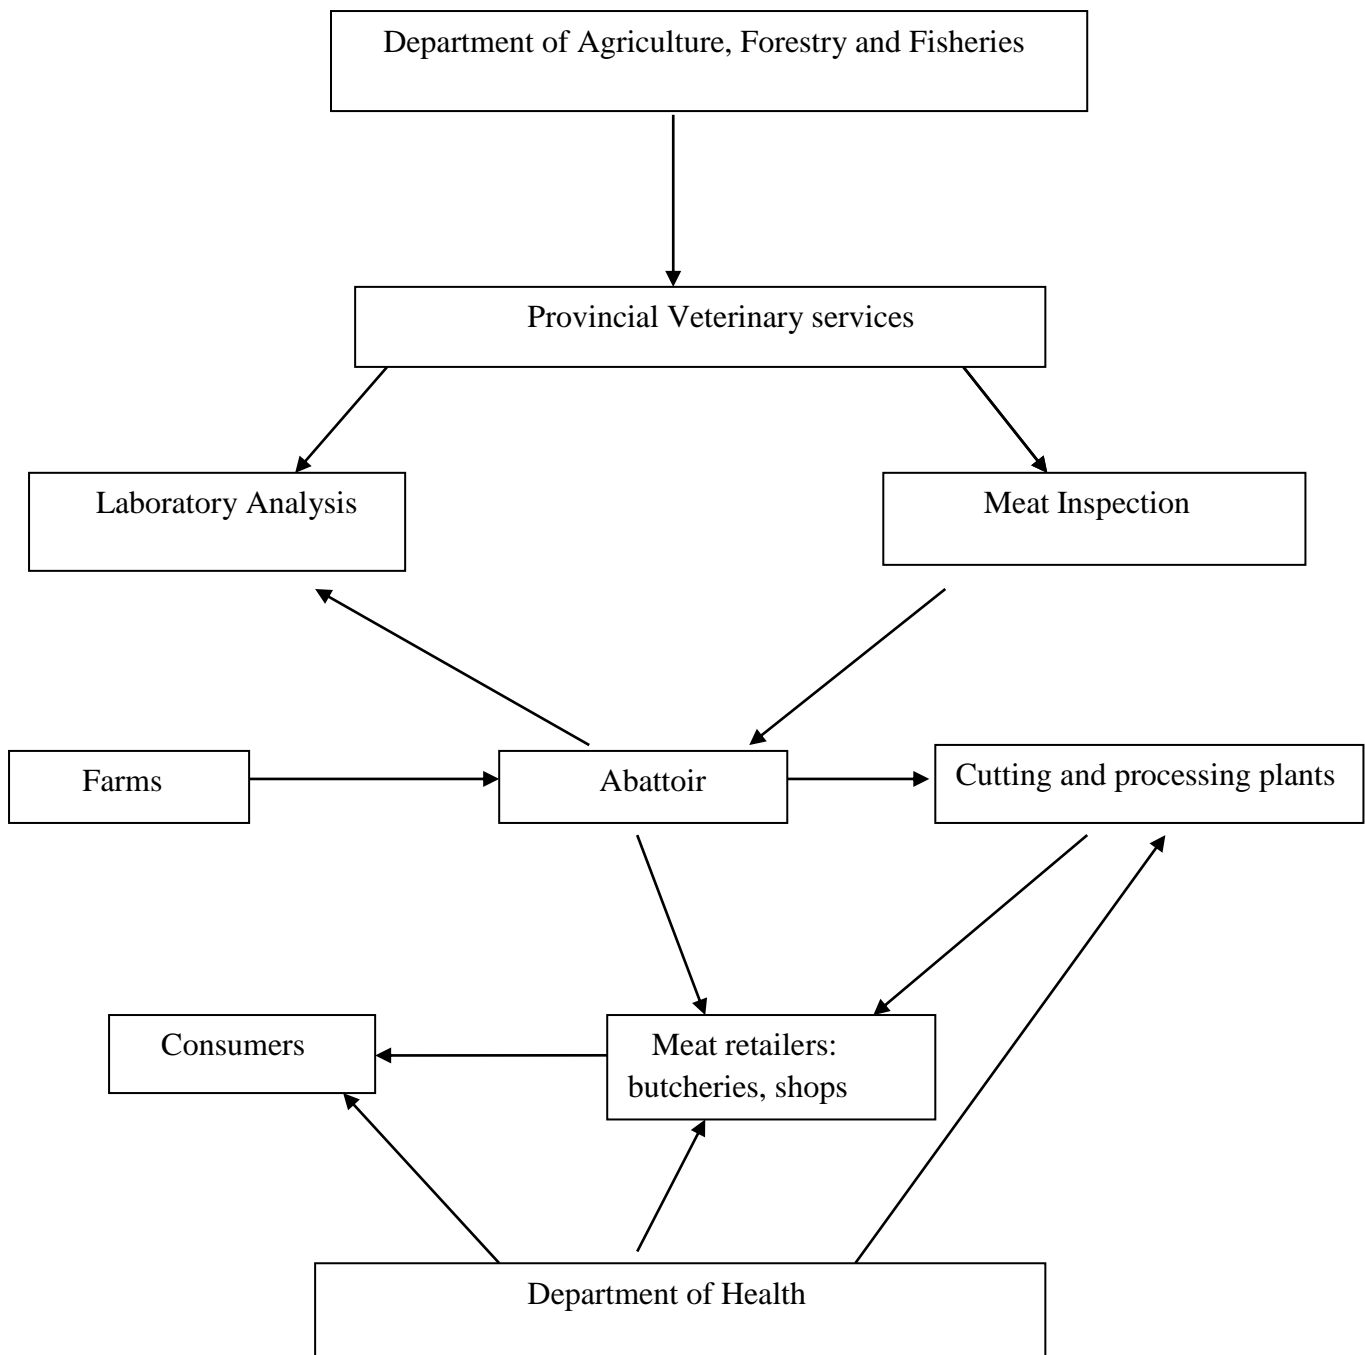 Department of Agriculture, Forestry and Fisheries
Provincial Veterinary services
Laboratory Analysis
Meat Inspection
Farms
Abattoir
Cutting and processing plants
Consumers
Meat retailers:
butcheries, shops
Department of Health